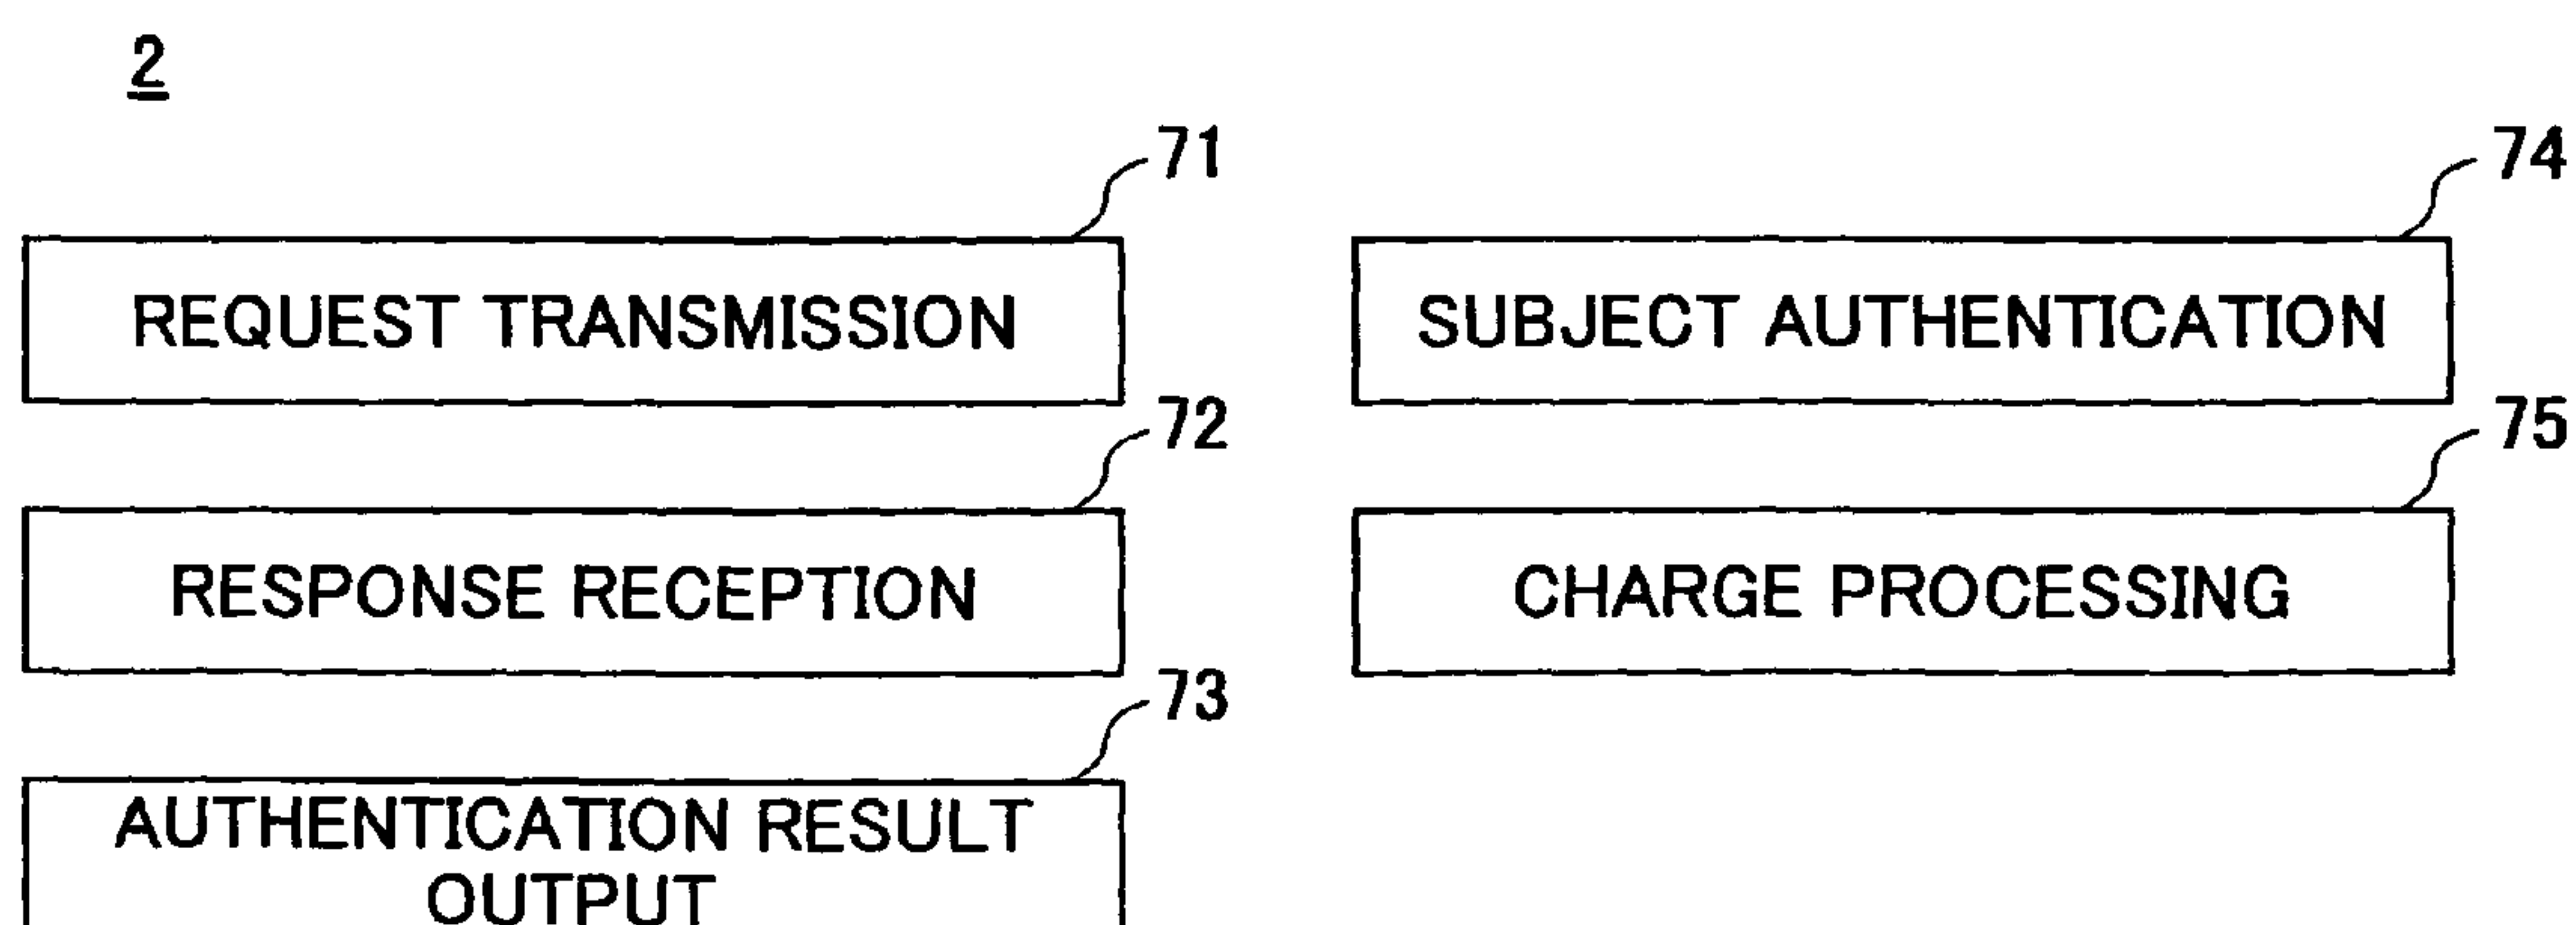 2
71
REQUEST TRANSMISSION
74
SUBJECT AUTHENTICATION
72
RESPONSE RECEPTION
75
CHARGE PROCESSING
73
AUTHENTICATION RESULT
OUTPUT